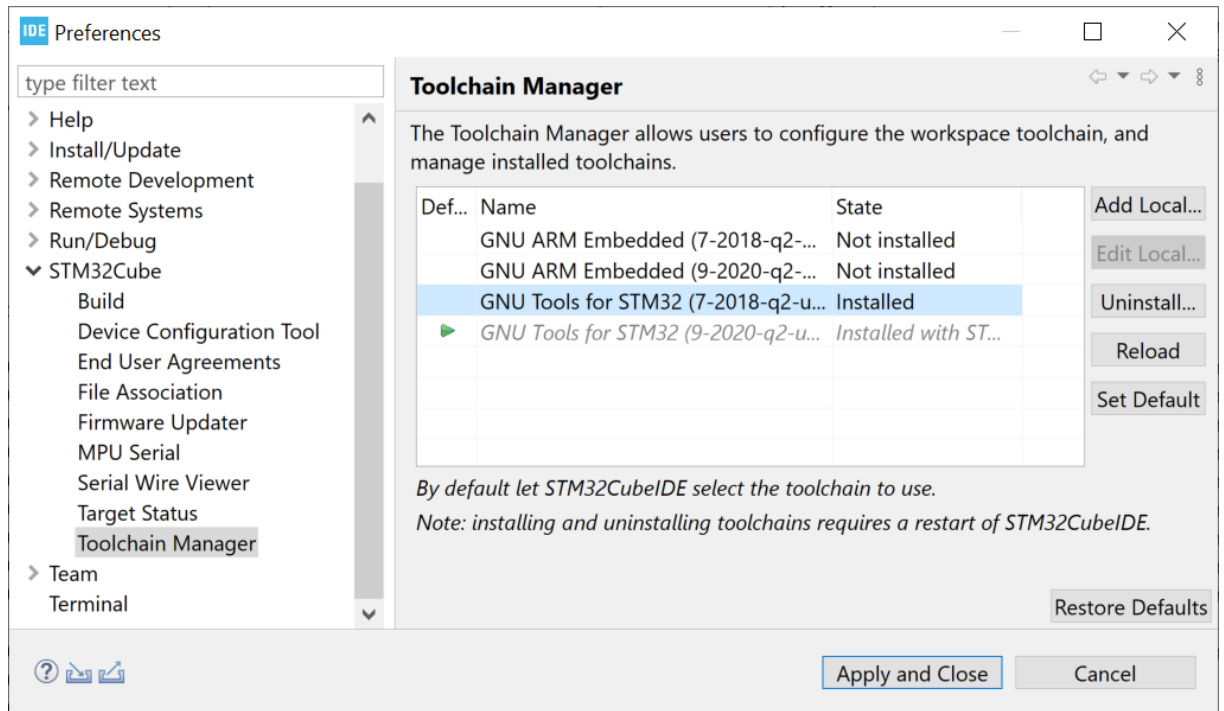 IDE Preferences
type filter text
Help
Install/Update
Remote Development
Remote Systems
Run/Debug
STM32Cube
Build
Device Configuration Tool
End User Agreements
File Association
Firmware Updater
MPU Serial
Serial Wire Viewer
Target Status
Toolchain Manager
Team
Terminal
Toolchain Manager
The Toolchain Manager allows users to configure the workspace toolchain, and
manage installed toolchains.
Def... Name State
GNU ARM Embedded (7-2018-q2-... Not installed
GNU ARM Embedded (9-2020-q2-... Not installed
GNU Tools for STM32 (7-2018-q2-u... Installed
GNU Tools for STM32 (9-2020-q2-u... Installed with ST...
Add Local...
Edit Local...
Uninstall...
Reload
Set Default
By default let STM32CubeIDE select the toolchain to use.
Note: installing and uninstalling toolchains requires a restart of STM32CubeIDE.
Restore Defaults
?
Apply and Close
Cancel